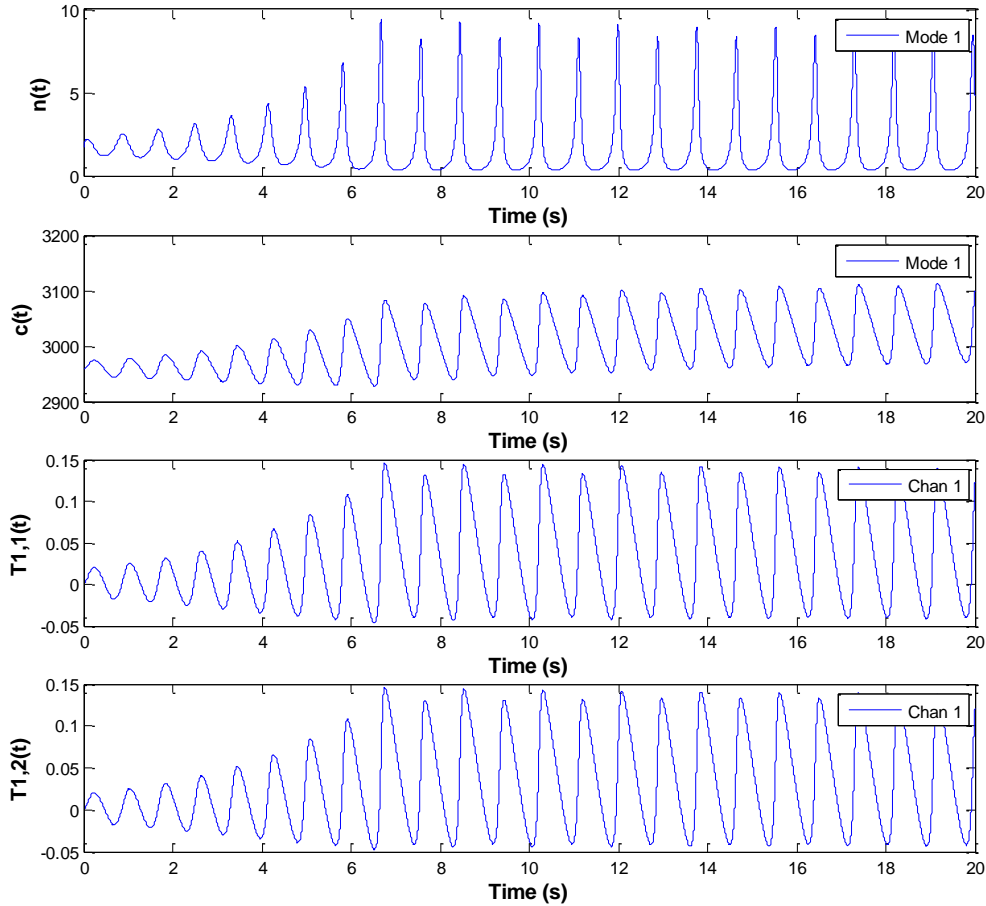 10
5
0
n(t)
Mode 1
0 2 4 6 8 10 12 14 16 18 20
Time (s)
3200
3100
3000
2900
c(t)
Mode 1
0 2 4 6 8 10 12 14 16 18 20
Time (s)
0.15
0.1
0.05
0
-0.05
T1,1(t)
Chan 1
0 2 4 6 8 10 12 14 16 18 20
Time (s)
0.15
0.1
0.05
0
-0.05
T1,2(t)
Chan 1
0 2 4 6 8 10 12 14 16 18 20
Time (s)